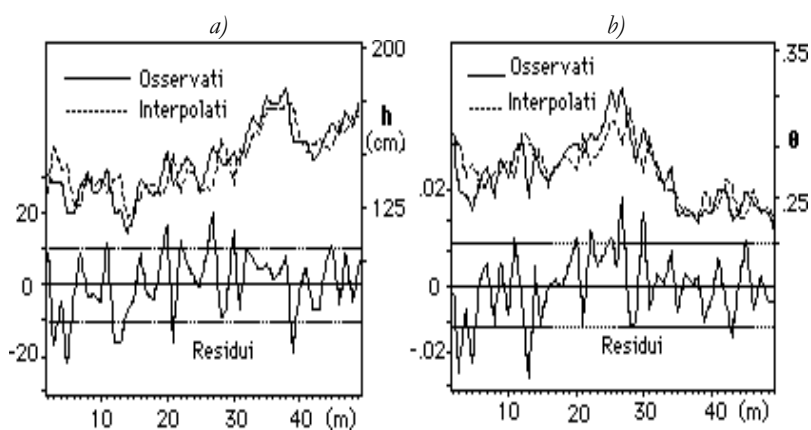 a)
200
Osservati
Interpolati
h
(cm)
20
125
0
-20
Residui
10 20 30 40 (m)
b)
.35
Osservati
Interpolati
θ
.02
.25
0
-.02
Residui
10 20 30 40 (m)